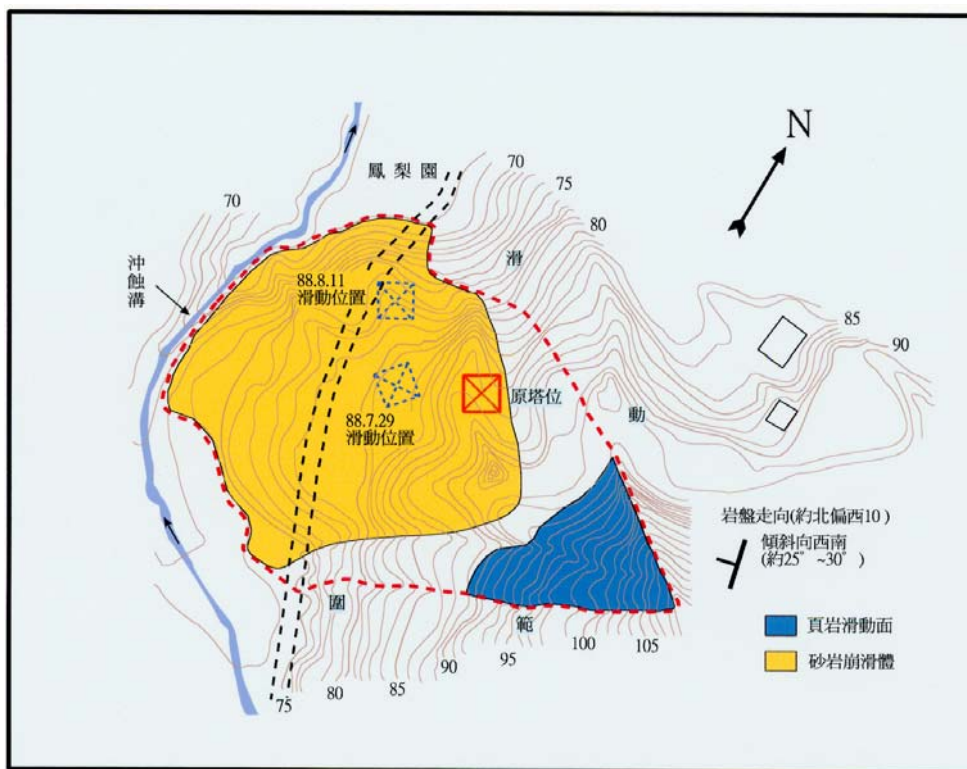 N
鳳梨園
70
75
80
70
滑
沖蝕溝
88.8.11
滑動位置
85
90
原塔位
動
88.7.29
滑動位置
岩盤走向(約北偏西10 )
傾斜向西南
(約25° ~30° )
圍
範
頁岩滑動面
砂岩崩滑體
75
80
85
90
95
100
105